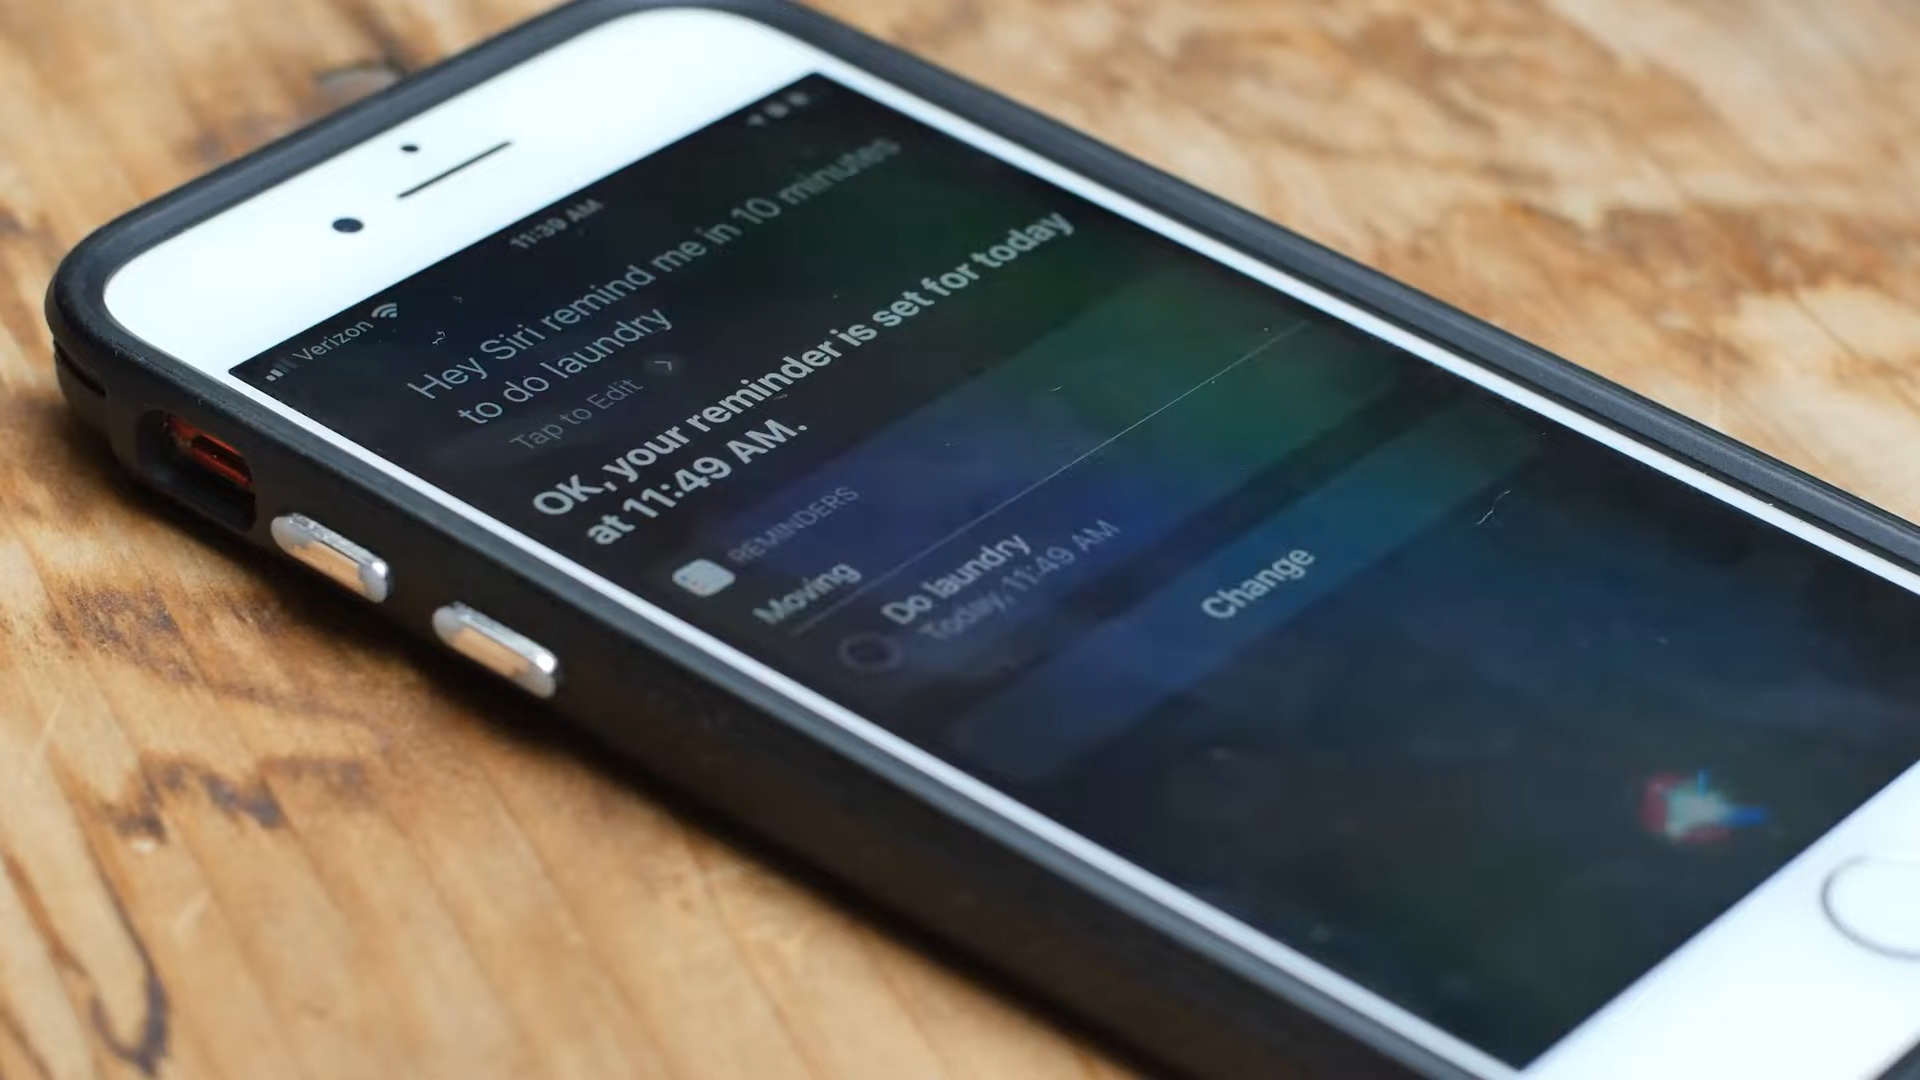 Verizon
11:39 AM
Hey Siri remind me in 10 minutes
to do laundry
Tap to Edit >
OK, your reminder is set for today
at 11:49 AM.
REMINDERS
Moving
Do laundry
Today, 11:49 AM
Change